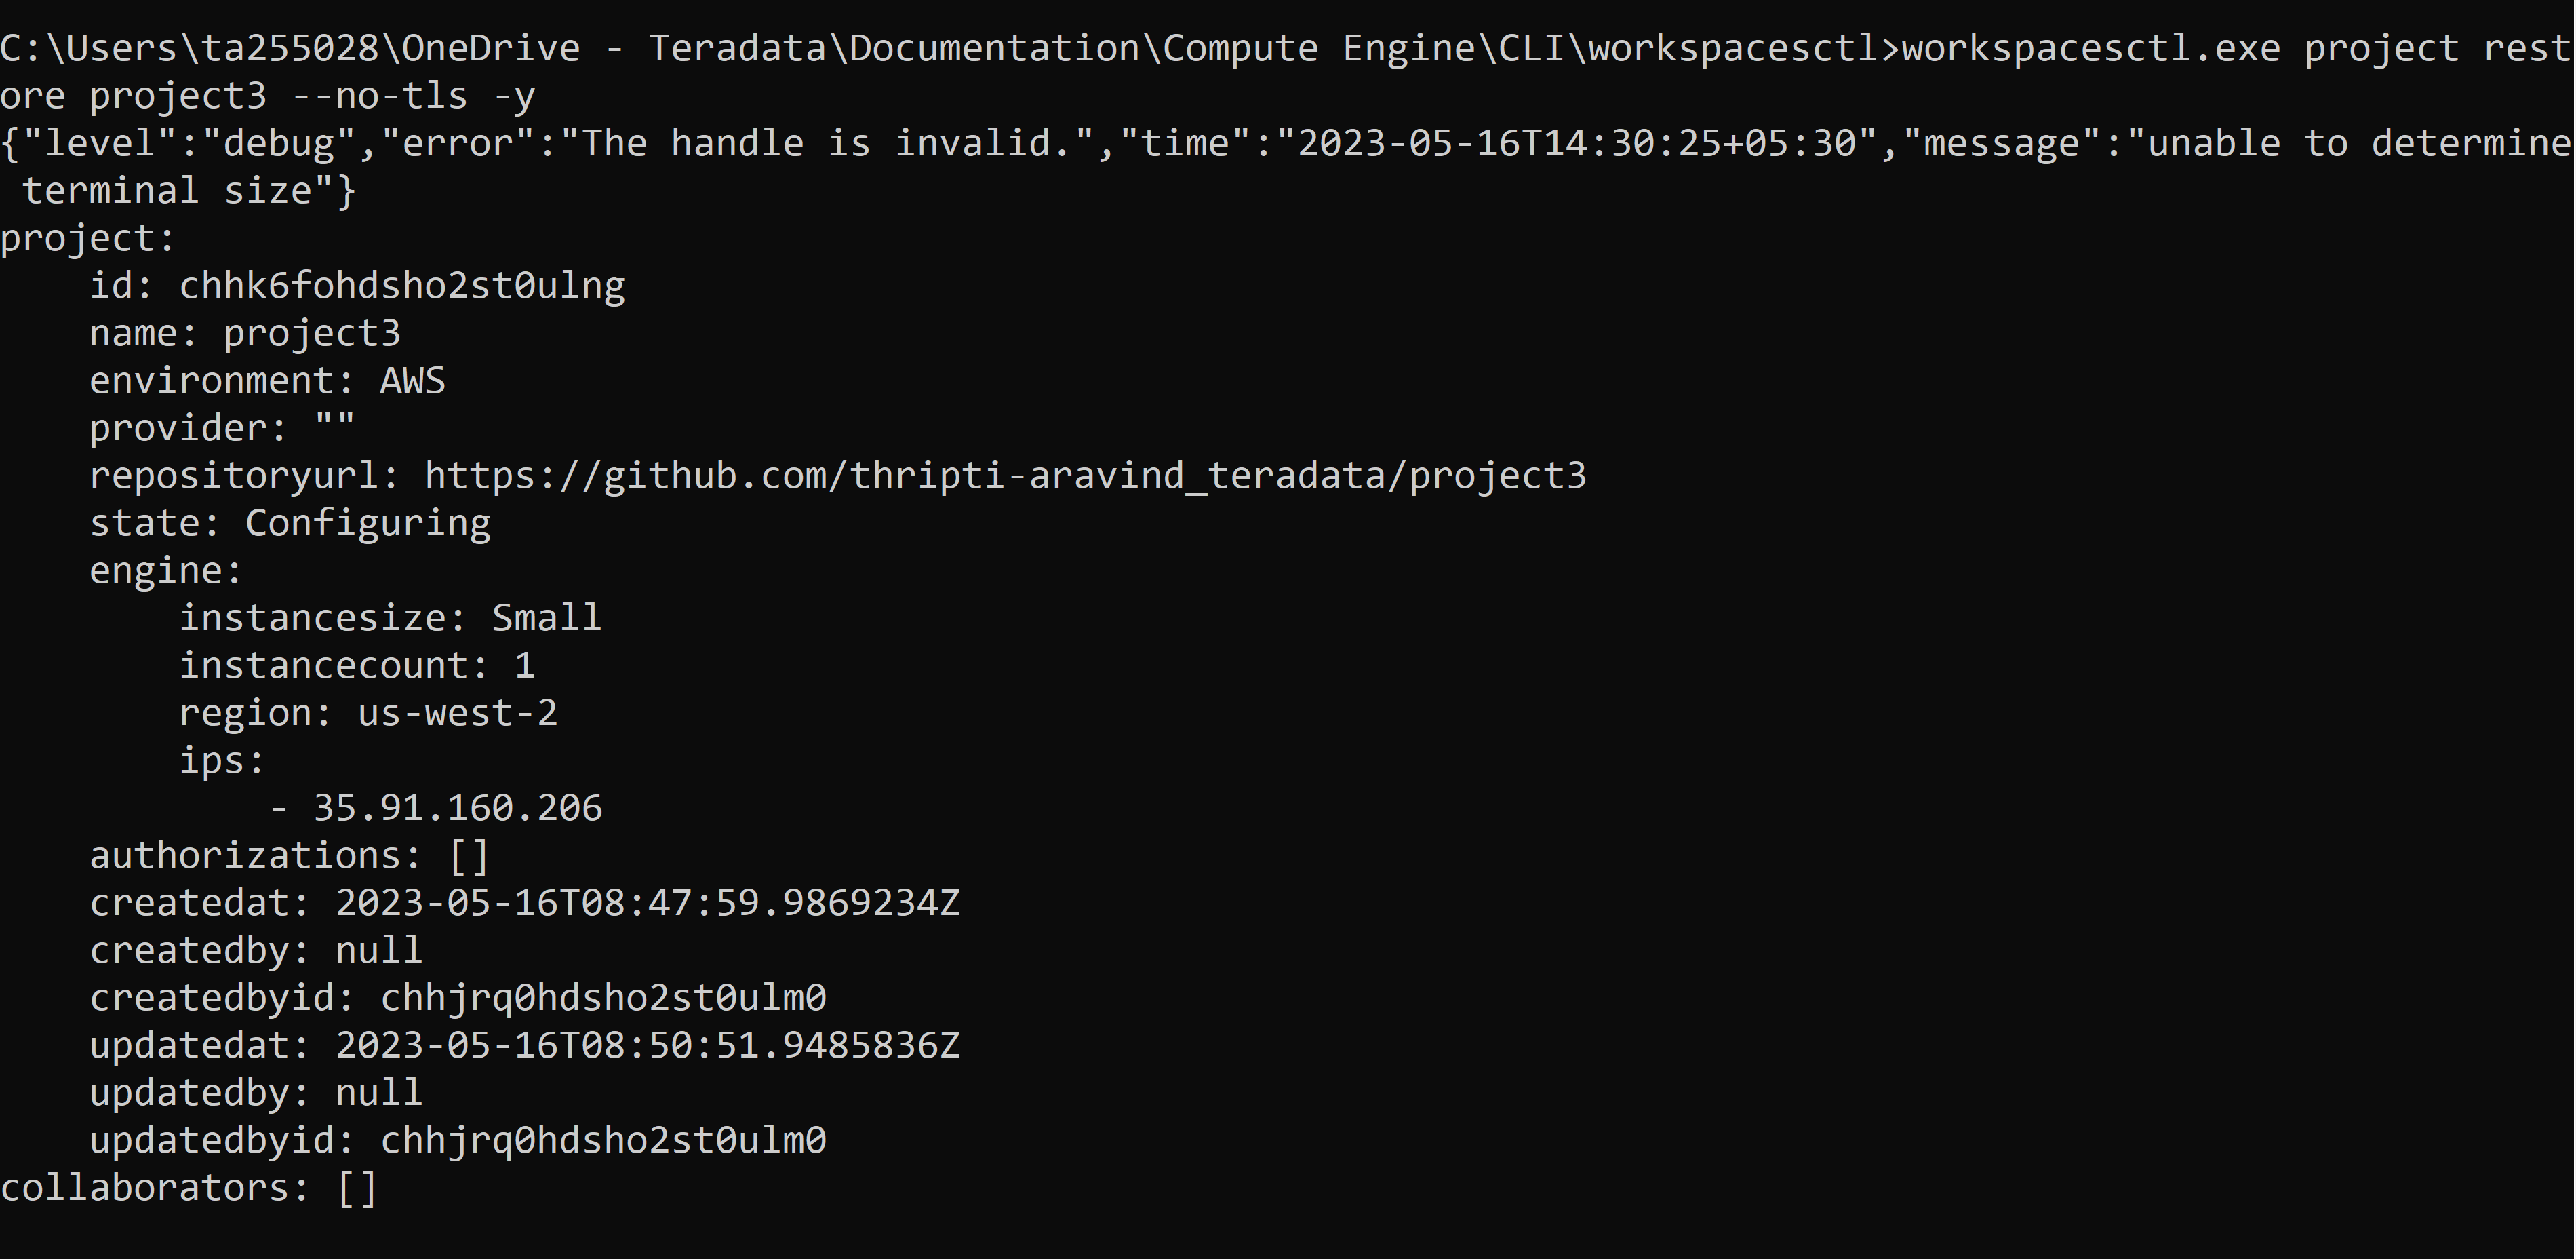 C:\Users\ta255028\OneDrive - Teradata\Documentation\Compute Engine\CLI\workspacesctl>workspacesctl.exe project rest
ore project3 --no-tls -y
{"level":"debug","error":"The handle is invalid.","time":"2023-05-16T14:30:25+05:30","message":"unable to determine
 terminal size"}
project:
    id: chhk6fohdsho2st0ulng
    name: project3
    environment: AWS
    provider: ""
    repositoryurl: https://github.com/thripti-aravind_teradata/project3
    state: Configuring
    engine:
        instancesize: Small
        instancecount: 1
        region: us-west-2
        ips:
            - 35.91.160.206
    authorizations: []
    createdat: 2023-05-16T08:47:59.9869234Z
    createdby: null
    createdbyid: chhjrq0hdsho2st0ulm0
    updatedat: 2023-05-16T08:50:51.9485836Z
    updatedby: null
    updatedbyid: chhjrq0hdsho2st0ulm0
collaborators: []